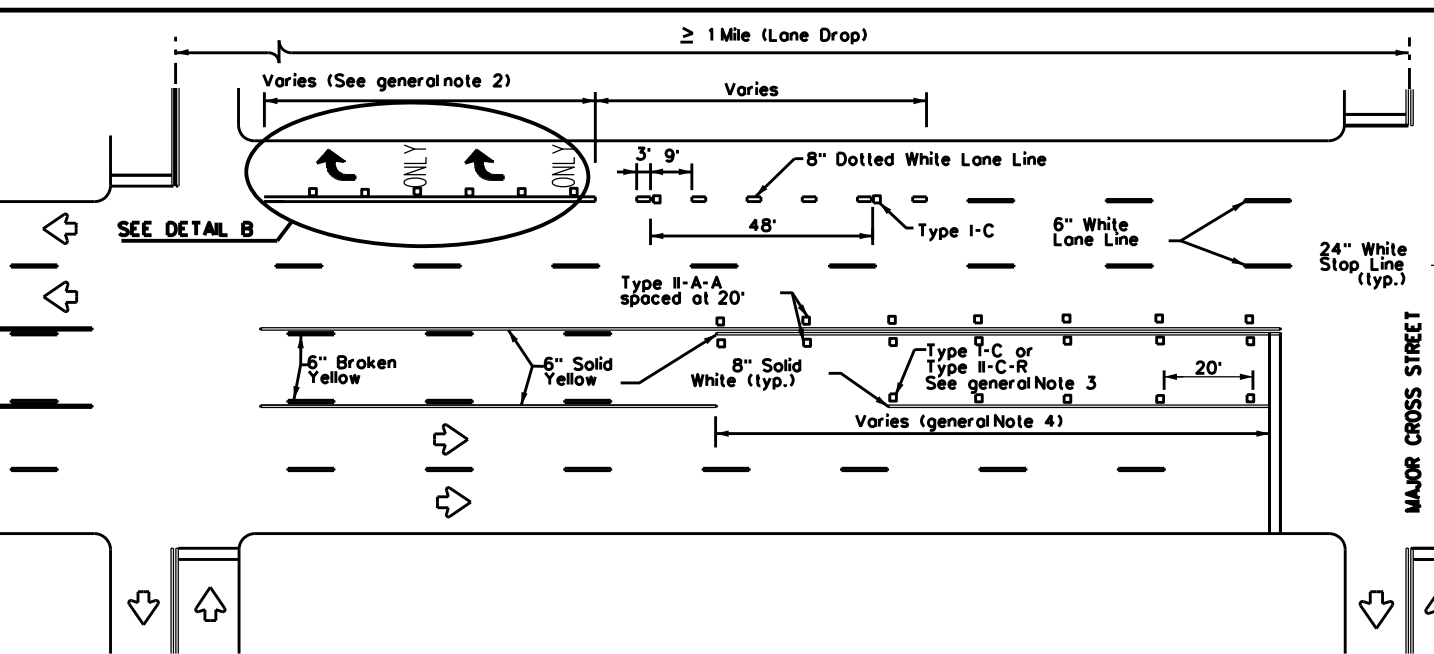 ≥ 1 Mile (Lane Drop)
Varies (See general note 2)
Varies
ONLY
ONLY
3'
9'
8" Dotted White Lane Line
SEE DETAIL B
48'
Type I-C
6" White
Lane Line
24" White
Stop Line
(typ.)
Type II-A-A
spaced at 20'
6" Broken
Yellow
6" Solid
Yellow
8" Solid
White (typ.)
Type I-C or
Type II-C-R
See general Note 3
20'
Varies (general Note 4)
MAJOR CROSS STREET